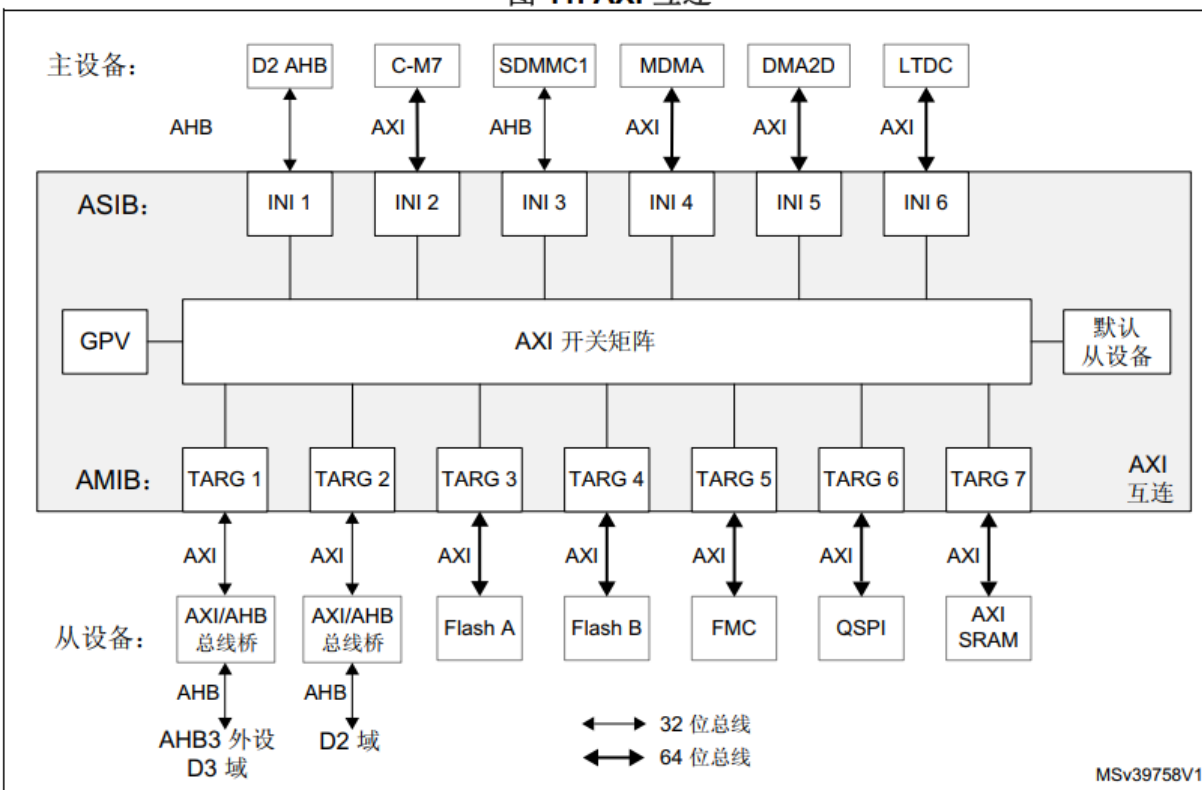 主设备：
D2 AHB
C-M7
SDMMC1
MDMA
DMA2D
LTDC
AHB
AXI
AHB
AXI
AXI
AXI
ASIB：
INI 1
INI 2
INI 3
INI 4
INI 5
INI 6
GPV
AXI 开关矩阵
默认
从设备
AMIB：
TARG 1
TARG 2
TARG 3
TARG 4
TARG 5
TARG 6
TARG 7
AXI
互连
AXI
AXI
AXI
AXI
AXI
AXI
AXI
从设备：
AXI/AHB
总线桥
AXI/AHB
总线桥
Flash A
Flash B
FMC
QSPI
AXI
SRAM
AHB
AHB
AHB3 外设
D3 域
D2 域
32 位总线
64 位总线
MSv39758V1